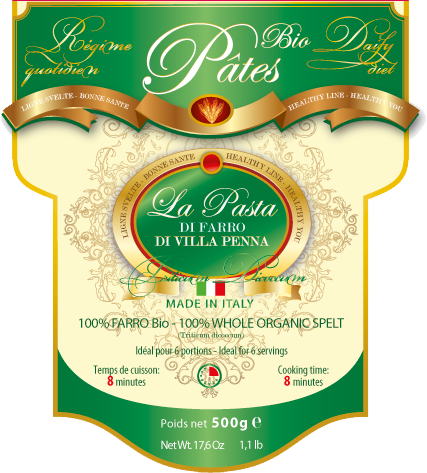 Régime quotidien
Pâtes Bio
Daily diet
LIGNE SVELTE - BONNE SANTE
HEALTHY LINE - HEALTHY YOU
LIGNE SVELTE - BONNE SANTE
HEALTHY LINE - HEALTHY YOU
La Pasta
DI FARRO
DI VILLA PENNA
Triticum Dicoccum
MADE IN ITALY
100% FARRO Bio - 100% WHOLE ORGANIC SPELT
(Triticum dicoccum)
Idéal pour 6 portions - Ideal for 6 servings
Temps de cuisson:
8 minutes
Cooking time:
8 minutes
Poids net 500g e
Net Wt. 17,6 Oz 1,1 lb